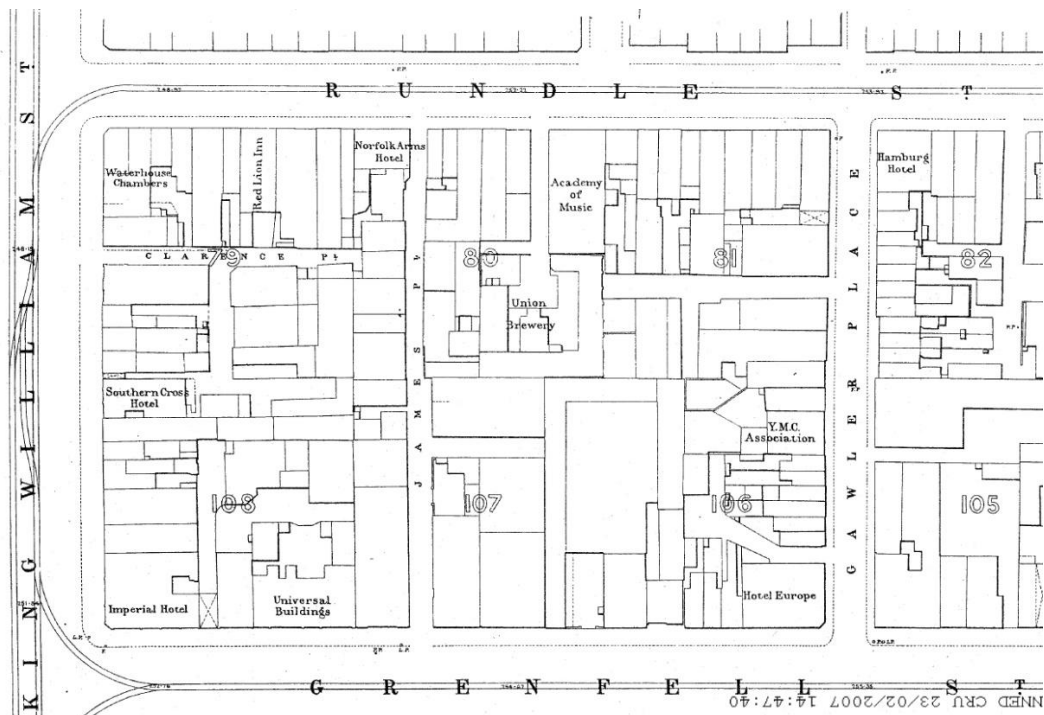 RUNDLE ST
KING WILLIAM ST
Waterhouse
Chambers
Red Lion Inn
Norfolk Arms
Hotel
Academy
of
Music
Hamburg
Hotel
CLARENCE Pl
79
80
81
82
Union
Brewery
JAMES Pl
GAWLER PLACE
Southern Cross
Hotel
Y.M.C.
Association
108
107
106
105
Imperial Hotel
Universal
Buildings
Hotel Europe
GRENFELL ST
NNED CRU 23/02/2007 14:47:40